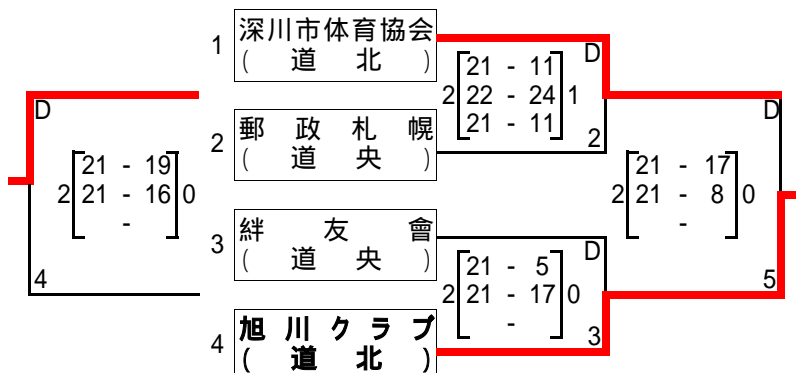 1
深川市体育協会
( 道 北 )
2
郵 政 札 幌
( 道 央 )
3
絆 友 會
( 道 央 )
4
旭 川 ク ラ ブ
( 道 北 )
D
21 - 19
2 21 - 16 0
-
4
D
21 - 11
2 22 - 24 1
21 - 11
2
D
21 - 5
2 21 - 17 0
-
3
D
21 - 17
2 21 - 8 0
-
5